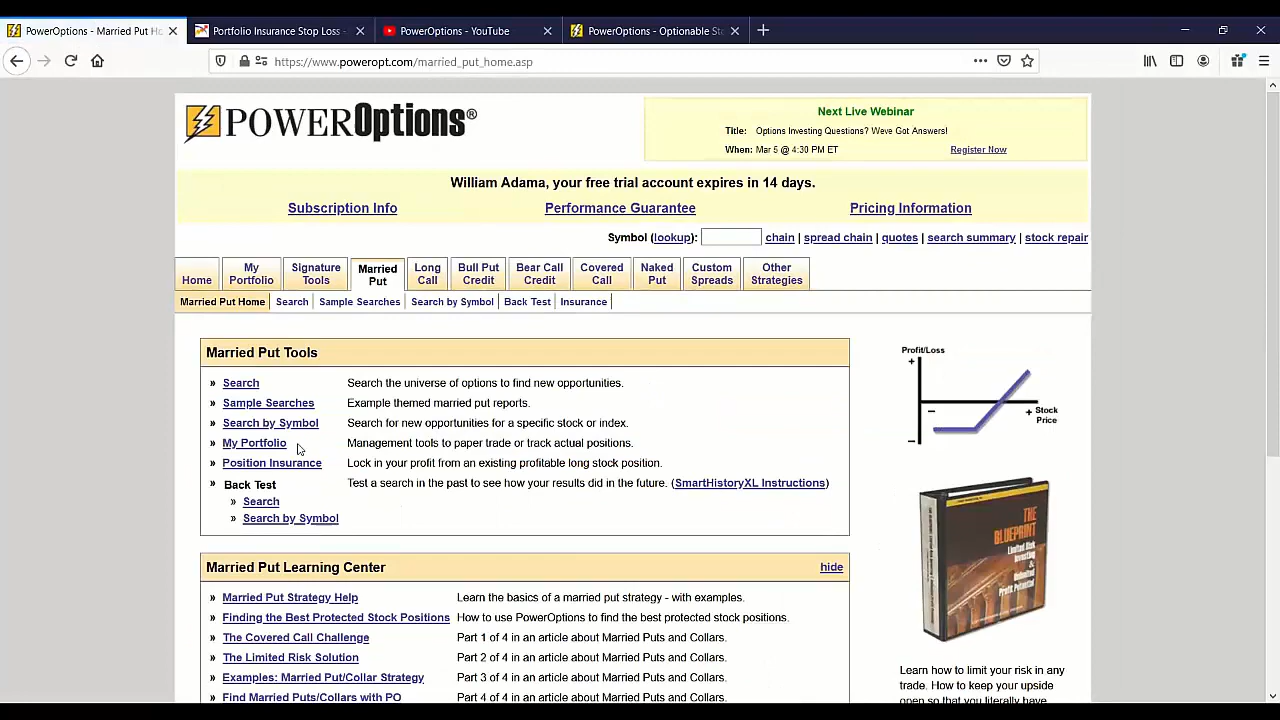 PowerOptions - Married Put Ho
Portfolio Insurance Stop Loss -
PowerOptions - YouTube
PowerOptions - Optionable Sto
https://www.poweropt.com/married_put_home.asp
POWEROptions®
Next Live Webinar
Title: Options Investing Questions? Weve Got Answers!
When: Mar 5 @ 4:30 PM ET Register Now
William Adama, your free trial account expires in 14 days.
Subscription Info Performance Guarantee Pricing Information
Symbol (lookup): chain | spread chain | quotes | search summary | stock repair
Home My Portfolio Signature Tools Married Put Long Call Bull Put Credit Bear Call Credit Covered Call Naked Put Custom Spreads Other Strategies
Married Put Home | Search | Sample Searches | Search by Symbol | Back Test | Insurance |
Married Put Tools
» Search Search the universe of options to find new opportunities.
» Sample Searches Example themed married put reports.
» Search by Symbol Search for new opportunities for a specific stock or index.
» My Portfolio Management tools to paper trade or track actual positions.
» Position Insurance Lock in your profit from an existing profitable long stock position.
» Back Test Test a search in the past to see how your results did in the future. (SmartHistoryXL Instructions)
» Search
» Search by Symbol
Married Put Learning Center hide
» Married Put Strategy Help Learn the basics of a married put strategy - with examples.
» Finding the Best Protected Stock Positions How to use PowerOptions to find the best protected stock positions.
» The Covered Call Challenge Part 1 of 4 in an article about Married Puts and Collars.
» The Limited Risk Solution Part 2 of 4 in an article about Married Puts and Collars.
» Examples: Married Put/Collar Strategy Part 3 of 4 in an article about Married Puts and Collars.
» Find Married Puts/Collars with PO Part 4 of 4 in an article about Married Puts and Collars.
Profit/Loss
+
− + Stock
Price
−
THE
BLUEPRINT
Limited Risk
Investing
&
Unlimited
Profit Potential
Learn how to limit your risk in any
trade. How to keep your upside
open so that you literally have